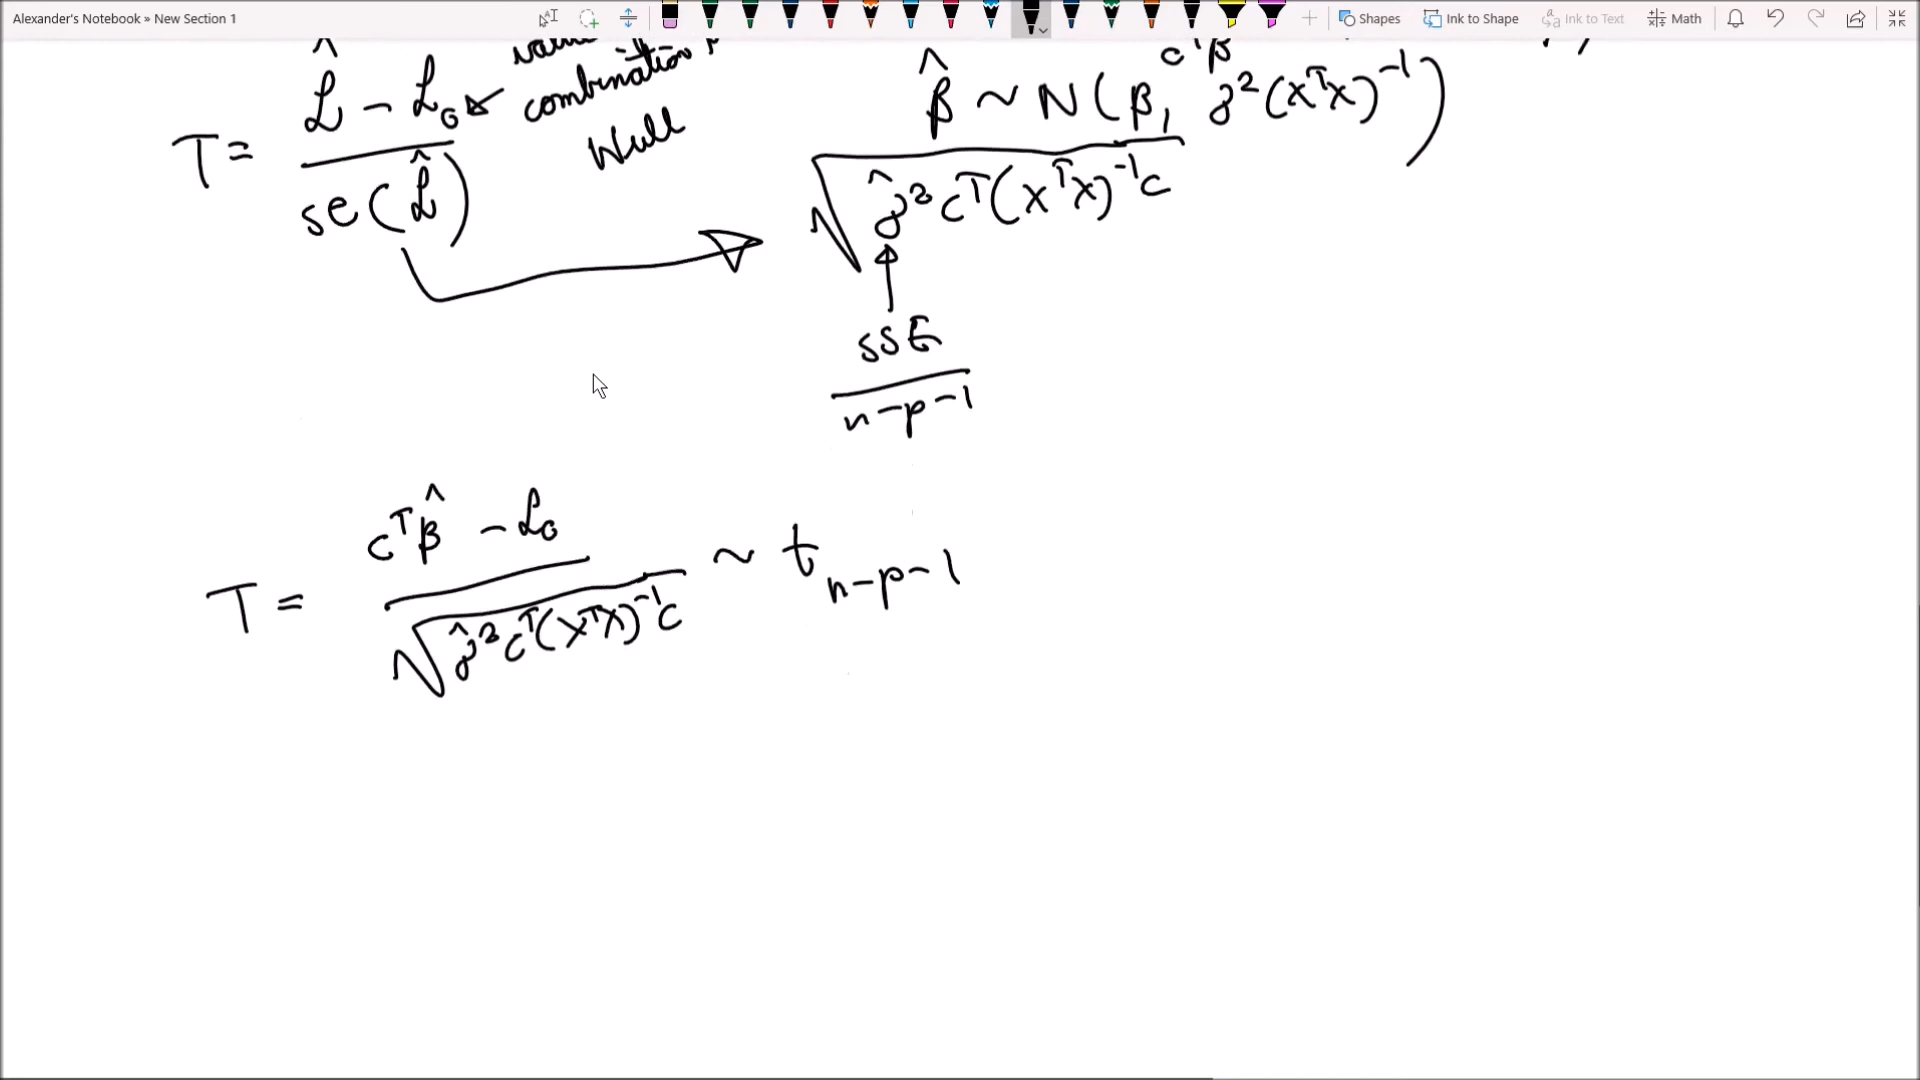 Alexander's Notebook » New Section 1
Shapes
Ink to Shape
Ink to Text
Math
combination
Null
T = (ℒ̂ − ℒ₀) / se(ℒ̂)
cᵀβ
β̂ ~ N(β, σ²(XᵀX)⁻¹)
√(σ̂² cᵀ(XᵀX)⁻¹c)
SSE / n−p−1
T = (cᵀβ̂ − ℒ₀) / √(σ̂² cᵀ(XᵀX)⁻¹c) ~ t n−p−1